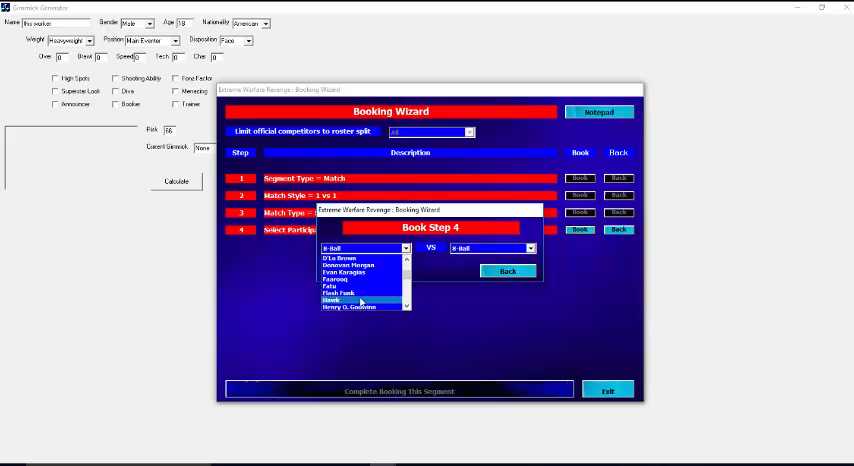 Gimmick Generator
Name this worker Gender Male Age 18 Nationality American
Weight Heavyweight Position Main Eventer Disposition Face
Over 0 Brawl 0 Speed 0 Tech 0 Char 0
High Spots Shooting Ability Fonz Factor
Superstar Look Diva Menacing
Announcer Booker Trainer
Risk 66
Current Gimmick None
Calculate
Extreme Warfare Revenge : Booking Wizard
Booking Wizard Notepad
Limit official competitors to roster split All
Step Description Book Back
1 Segment Type = Match Book Back
2 Match Style = 1 vs 1 Book Back
3 Match Type = Book Back
4 Select Participa Book Back
Extreme Warfare Revenge : Booking Wizard
Book Step 4
8-Ball VS 8-Ball
D'Lo Brown
Donovan Morgan
Evan Karagias
Faarooq
Fatu
Flash Funk
Hawk
Henry O. Godwinn
Back
Complete Booking This Segment Exit